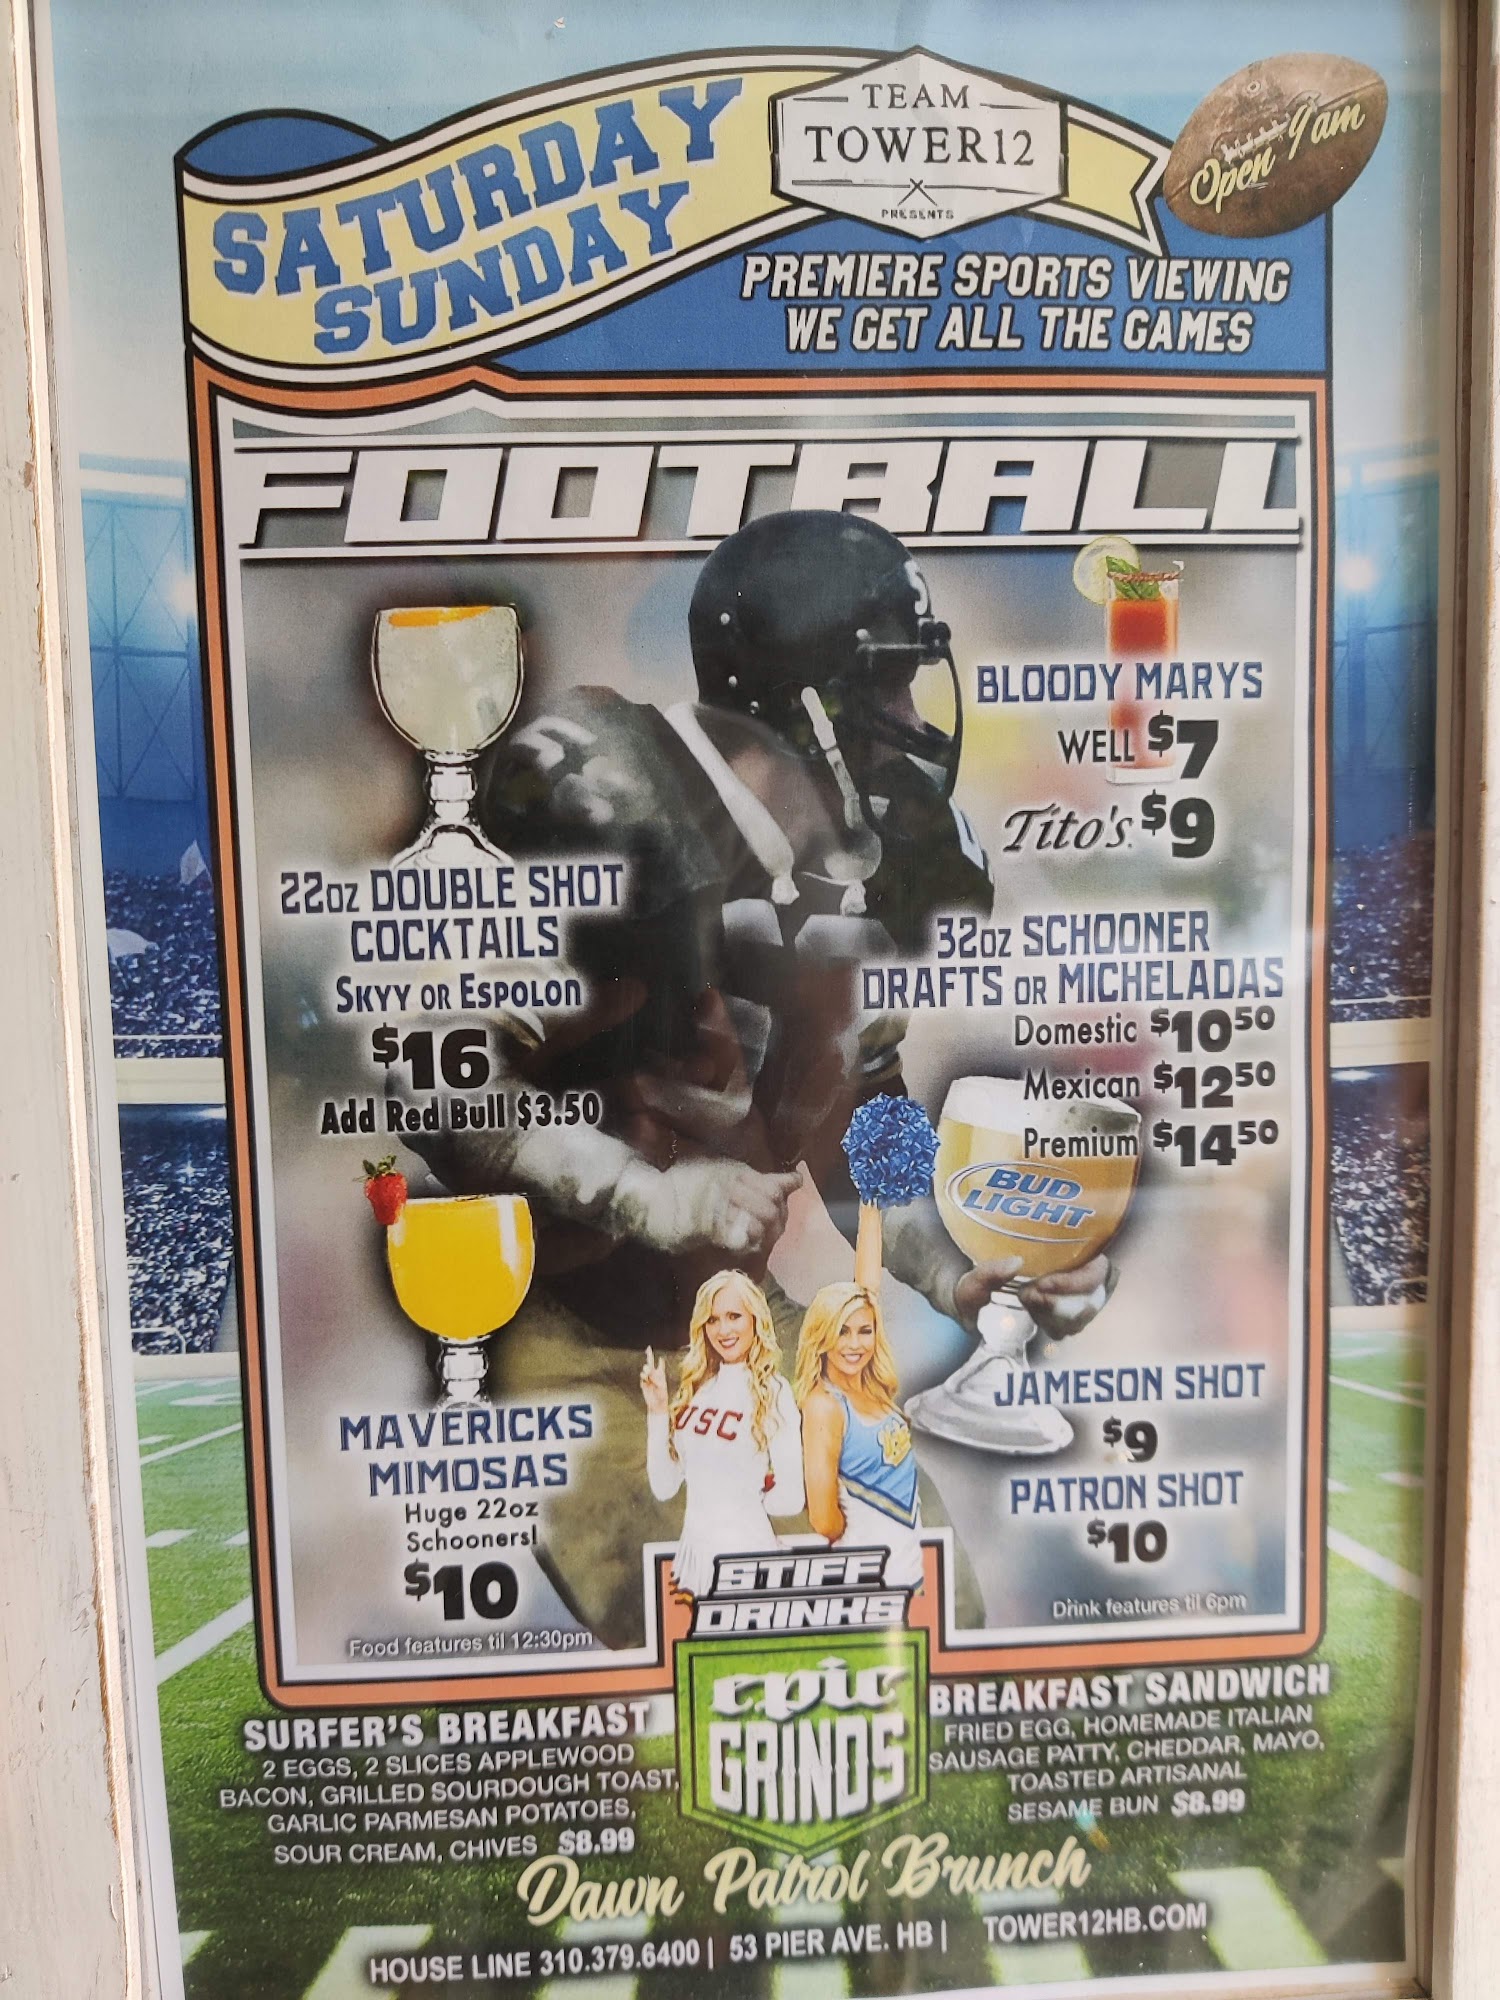 TEAM
TOWER12
PRESENTS
Open 9am
SATURDAY
SUNDAY
PREMIERE SPORTS VIEWING
WE GET ALL THE GAMES
FOOTBALL
BLOODY MARYS
WELL $7
Tito's. $9
22oz DOUBLE SHOT
COCKTAILS
SKYY OR ESPOLON
$16
Add Red Bull $3.50
32oz SCHOONER
DRAFTS OR MICHELADAS
Domestic $10 50
Mexican $12 50
Premium $14 50
BUD
LIGHT
USC
MAVERICKS
MIMOSAS
Huge 22oz
Schooners!
$10
Food features til 12:30pm
JAMESON SHOT
$9
PATRON SHOT
$10
Drink features til 6pm
STIFF
DRINKS
epic
GRINDS
SURFER'S BREAKFAST
2 EGGS, 2 SLICES APPLEWOOD
BACON, GRILLED SOURDOUGH TOAST,
GARLIC PARMESAN POTATOES,
SOUR CREAM, CHIVES $8.99
BREAKFAST SANDWICH
FRIED EGG, HOMEMADE ITALIAN
SAUSAGE PATTY, CHEDDAR, MAYO,
TOASTED ARTISANAL
SESAME BUN $8.99
Dawn Patrol Brunch
HOUSE LINE 310.379.6400 | 53 PIER AVE. HB | TOWER12HB.COM